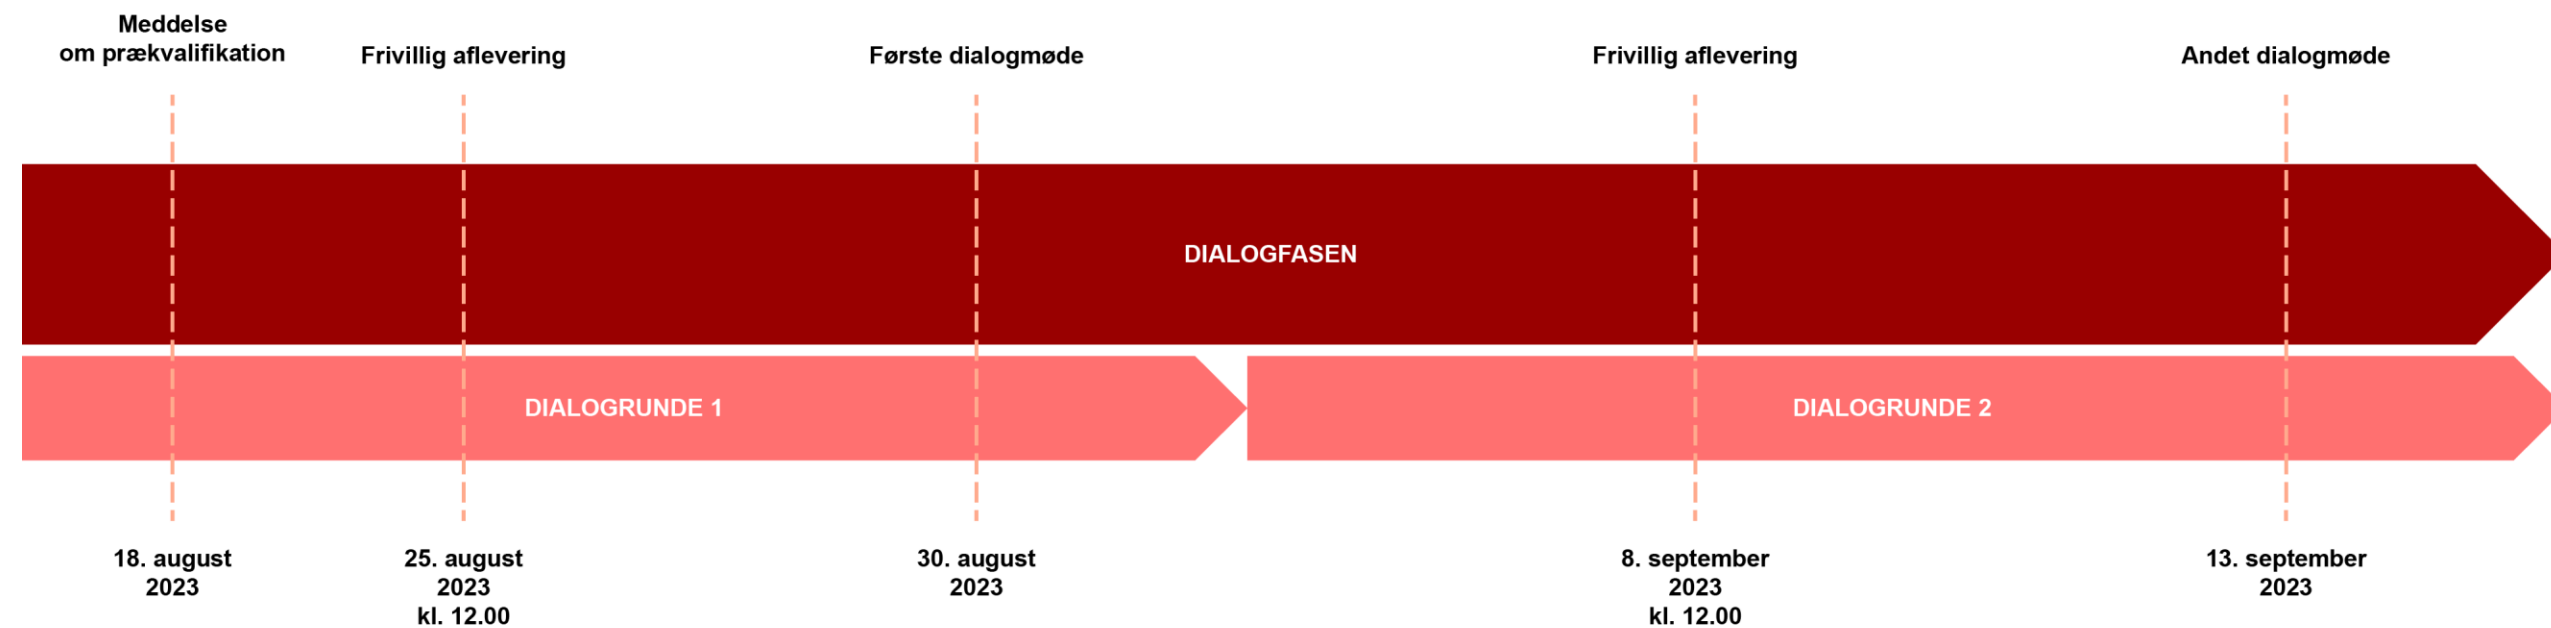 Meddelse
om prækvalifikation
Frivillig aflevering
Første dialogmøde
Frivillig aflevering
Andet dialogmøde
DIALOGFASEN
DIALOGRUNDE 1
DIALOGRUNDE 2
18. august
2023
25. august
2023
kl. 12.00
30. august
2023
8. september
2023
kl. 12.00
13. september
2023